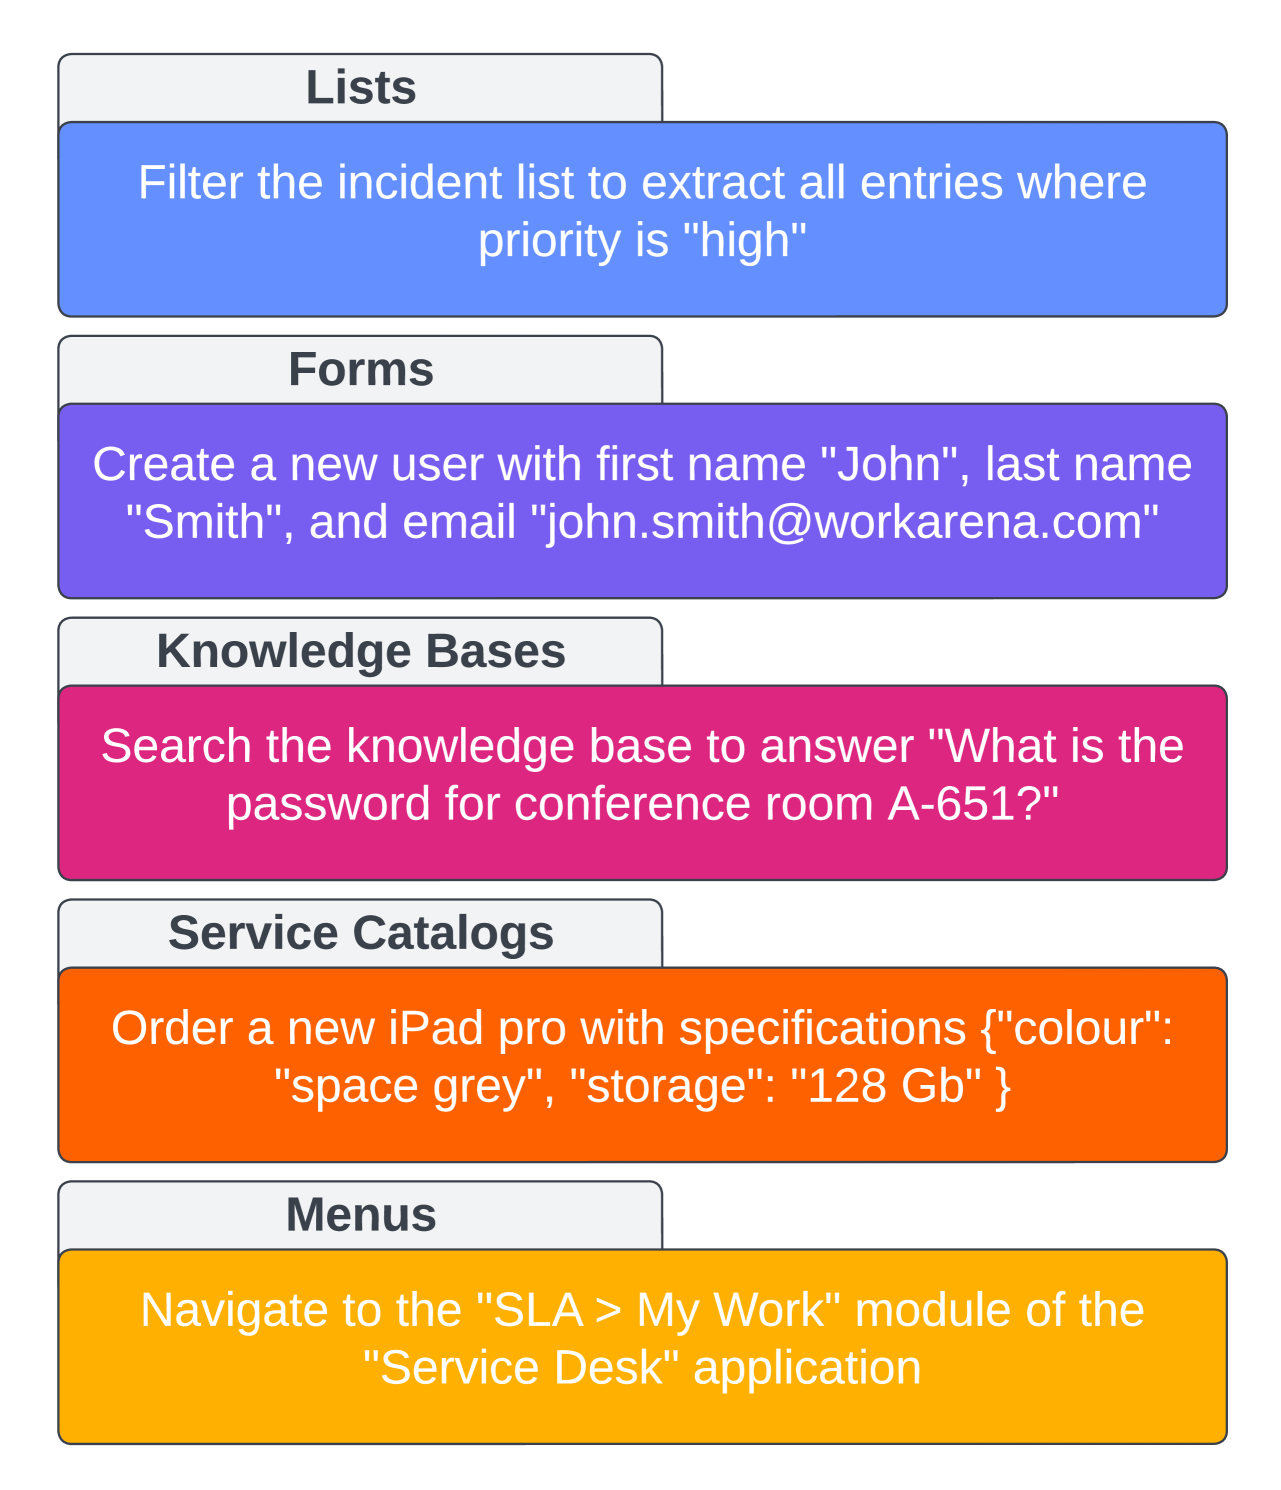 Lists
Filter the incident list to extract all entries where
priority is "high"
Forms
Create a new user with first name "John", last name
"Smith", and email "john.smith@workarena.com"
Knowledge Bases
Search the knowledge base to answer "What is the
password for conference room A-651?"
Service Catalogs
Order a new iPad pro with specifications {"colour":
"space grey", "storage": "128 Gb" }
Menus
Navigate to the "SLA > My Work" module of the
"Service Desk" application